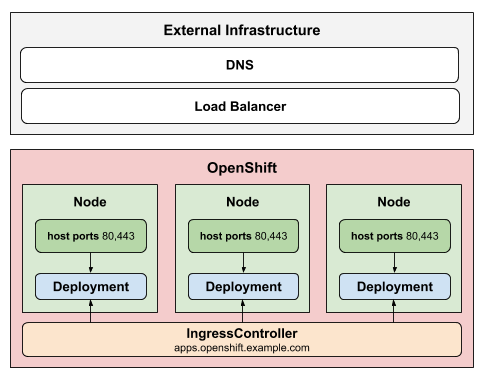 External Infrastructure
DNS
Load Balancer
OpenShift
Node
host ports 80,443
Deployment
Node
host ports 80,443
Deployment
Node
host ports 80,443
Deployment
IngressController
apps.openshift.example.com